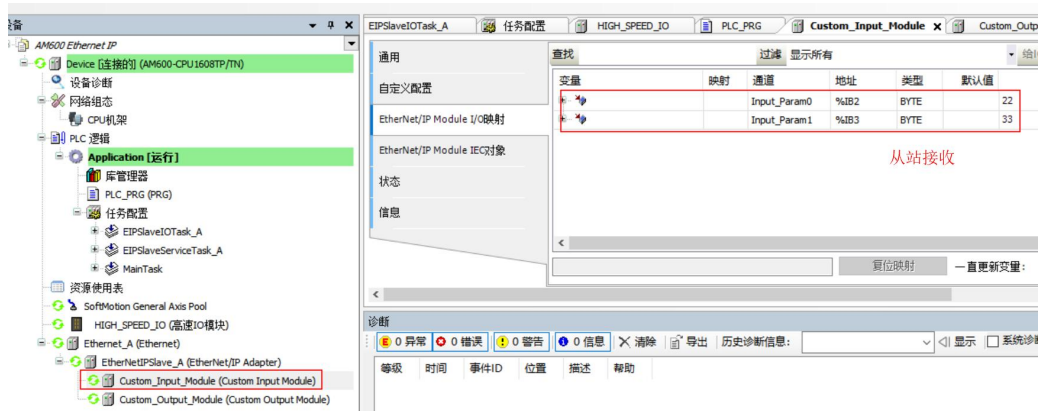 设备
AM600 Ethernet IP
Device [连接的] (AM600-CPU1608TP/TN)
设备诊断
网络组态
CPU机架
PLC 逻辑
Application [运行]
库管理器
PLC_PRG (PRG)
任务配置
EIPSlaveIOTask_A
EIPSlaveServiceTask_A
MainTask
资源使用表
SoftMotion General Axis Pool
HIGH_SPEED_IO (高速IO模块)
Ethernet_A (Ethernet)
EtherNetIPSlave_A (EtherNet/IP Adapter)
Custom_Input_Module (Custom Input Module)
Custom_Output_Module (Custom Output Module)
EIPSlaveIOTask_A 任务配置 HIGH_SPEED_IO PLC_PRG Custom_Input_Module Custom_Outp
通用
自定义配置
EtherNet/IP Module I/O映射
EtherNet/IP Module IEC对象
状态
信息
查找 过滤 显示所有
变量 映射 通道 地址 类型 默认值
Input_Param0 %IB2 BYTE 22
Input_Param1 %IB3 BYTE 33
从站接收
复位映射 一直更新变量:
诊断
0 异常 0 错误 0 警告 0 信息 清除 导出 历史诊断信息: 显示 系统诊断
等级 时间 事件ID 位置 描述 帮助